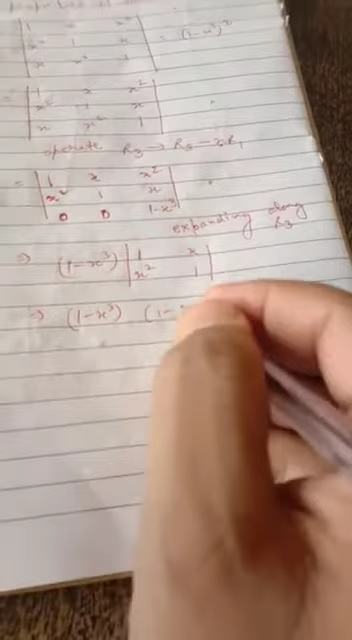 | 1 x x² |
| x² 1 x | = (1-x³)²
| x x² 1 |
= | 1 x x² |
| x² 1 x |
| x x² 1 |
operate R₃ → R₃ - xR₁
= | 1 x x² |
| x² 1 x |
| 0 0 1-x³ |
expanding along R₃
⇒ (1-x³) | 1 x |
| x² 1 |
⇒ (1-x³) (1-